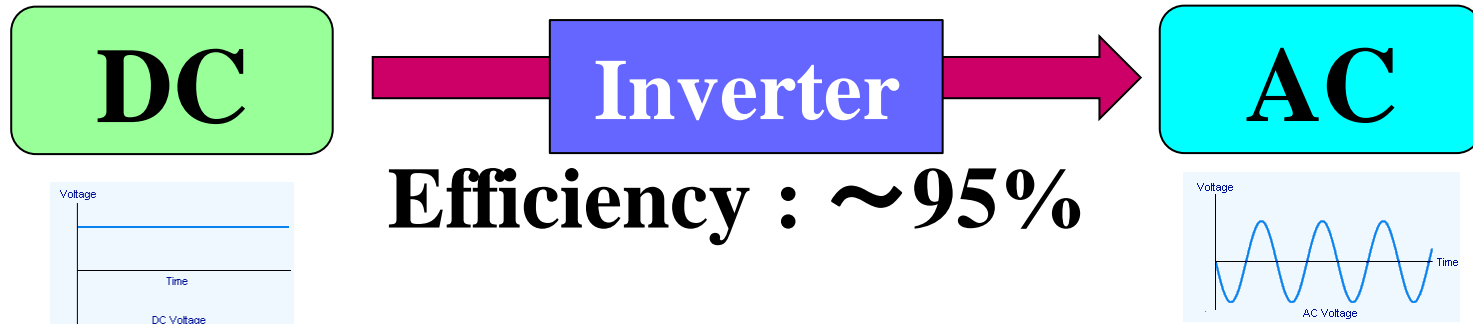 DC
Inverter
AC
Efficiency : ～95%
Voltage
Time
DC Voltage
Voltage
Time
AC Voltage